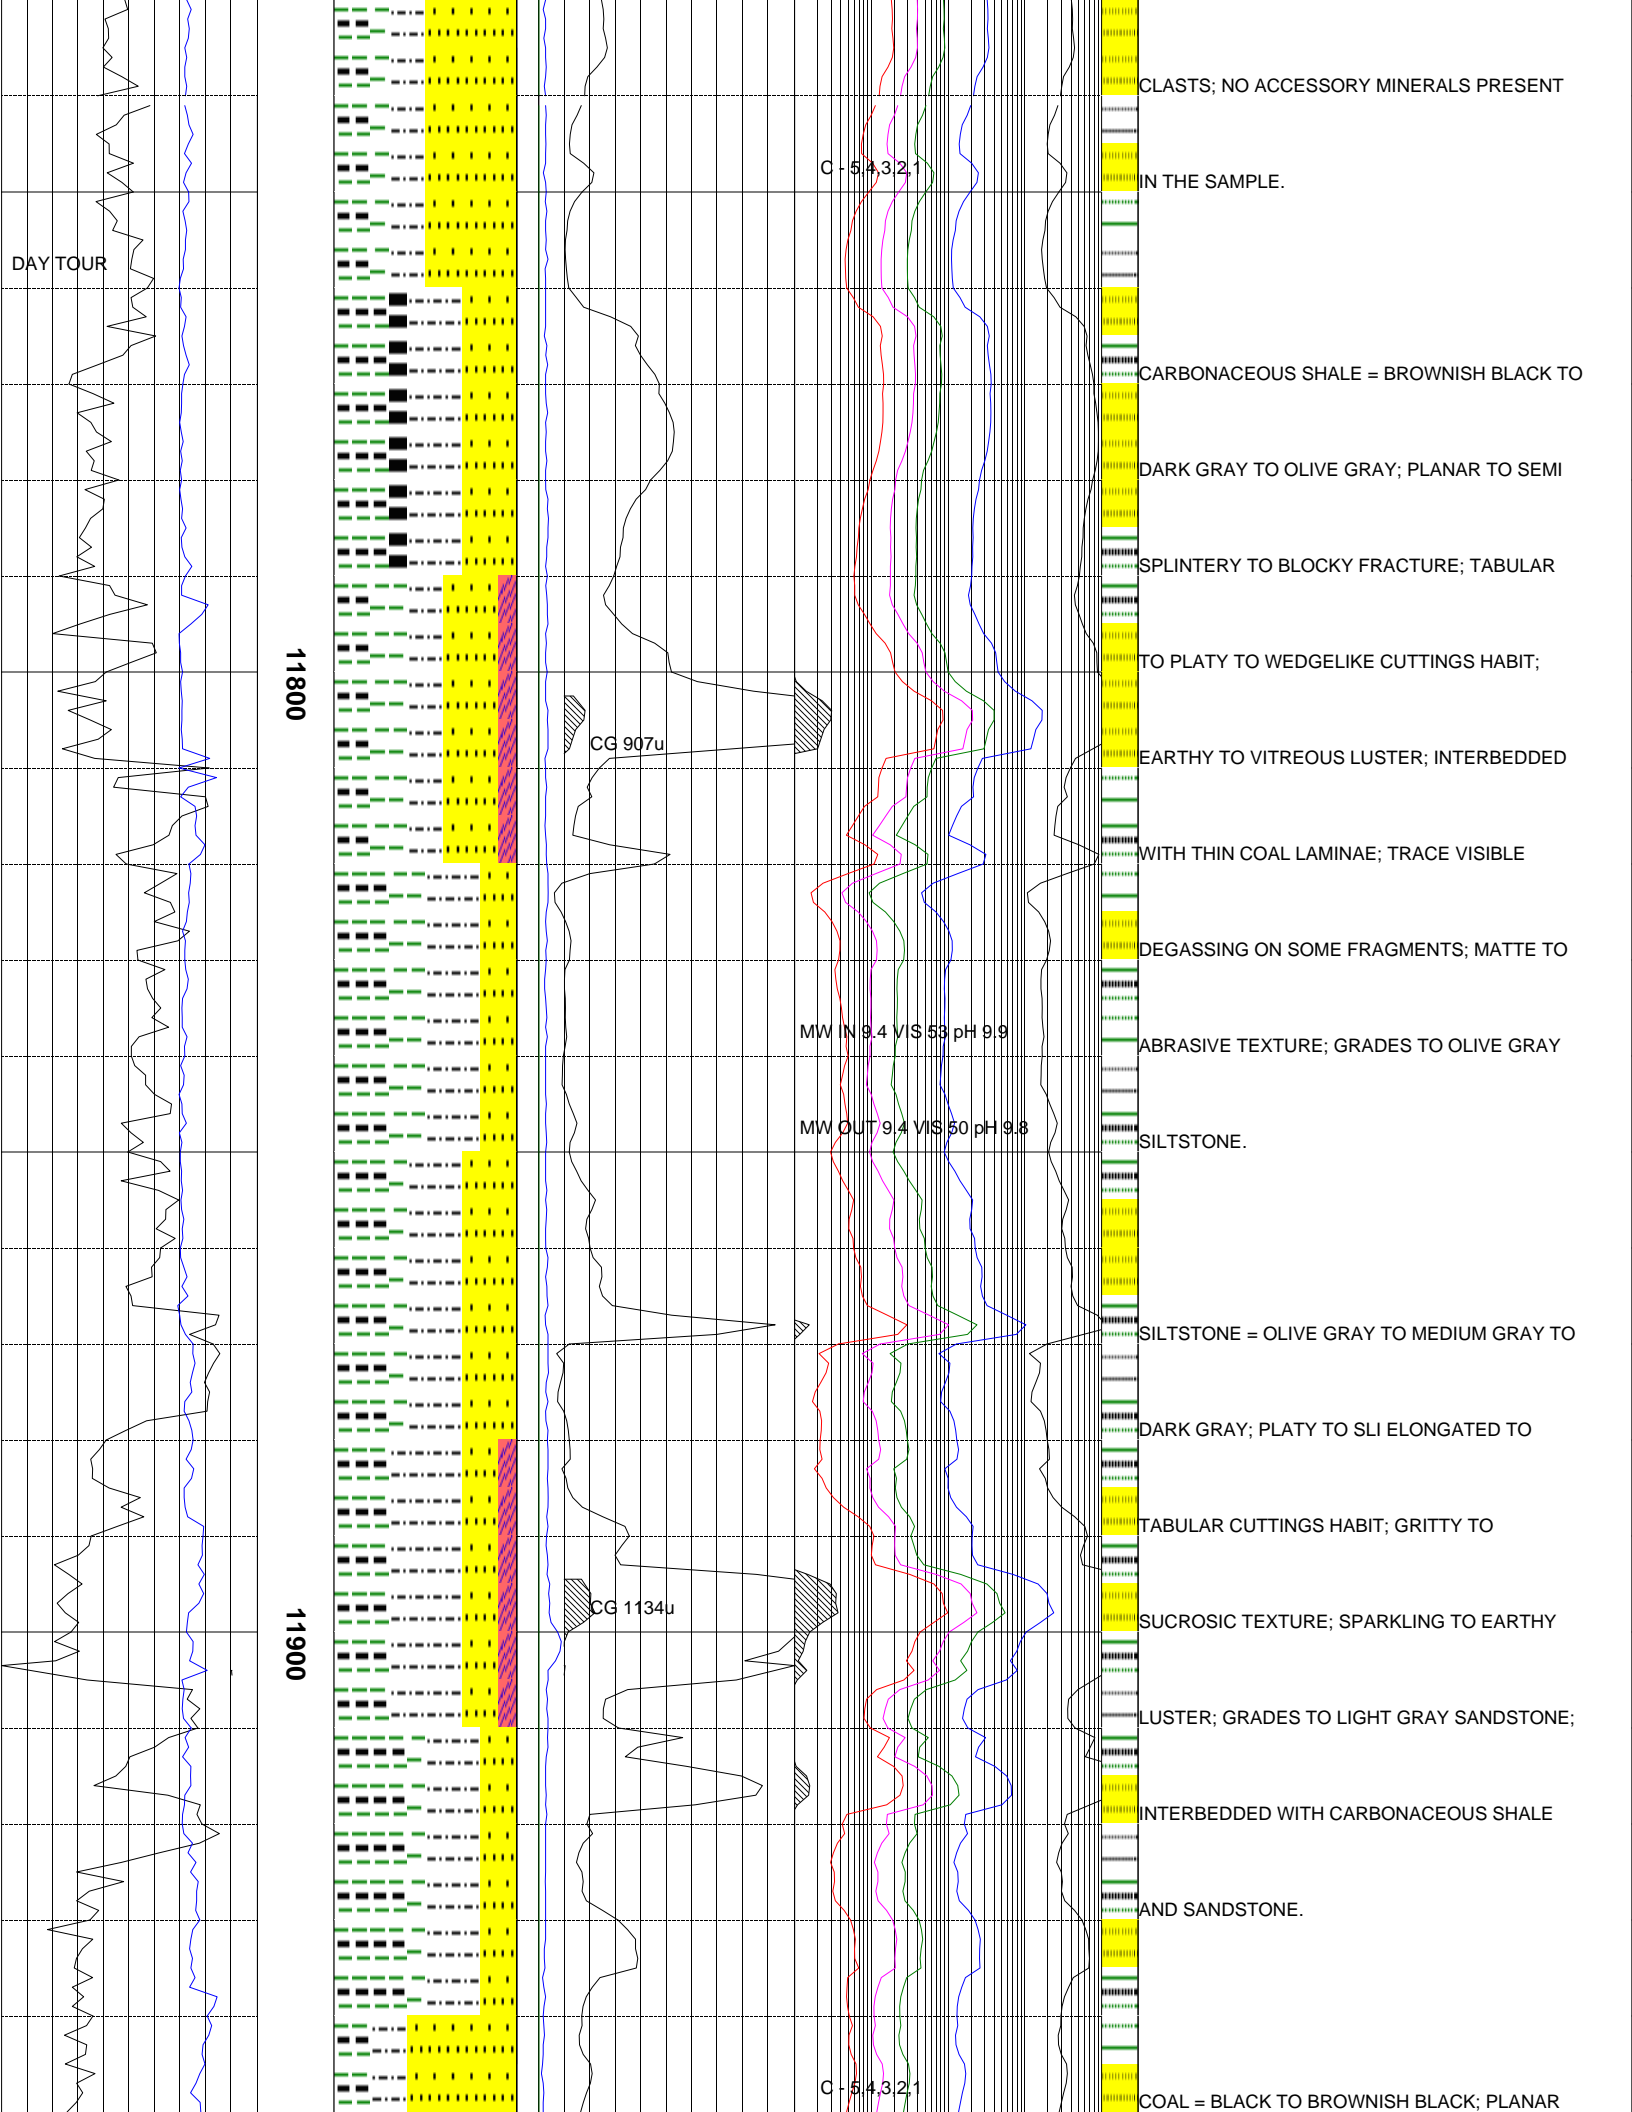 CLASTS; NO ACCESSORY MINERALS PRESENT
C - 5,4,3,2,1
IN THE SAMPLE.
DAY TOUR
CARBONACEOUS SHALE = BROWNISH BLACK TO
DARK GRAY TO OLIVE GRAY; PLANAR TO SEMI
SPLINTERY TO BLOCKY FRACTURE; TABULAR
TO PLATY TO WEDGELIKE CUTTINGS HABIT;
11800
CG 907u
EARTHY TO VITREOUS LUSTER; INTERBEDDED
WITH THIN COAL LAMINAE; TRACE VISIBLE
DEGASSING ON SOME FRAGMENTS; MATTE TO
MW IN 9.4 VIS 53 pH 9.9
ABRASIVE TEXTURE; GRADES TO OLIVE GRAY
MW OUT 9.4 VIS 50 pH 9.8
SILTSTONE.
SILTSTONE = OLIVE GRAY TO MEDIUM GRAY TO
DARK GRAY; PLATY TO SLI ELONGATED TO
TABULAR CUTTINGS HABIT; GRITTY TO
CG 1134u
SUCROSIC TEXTURE; SPARKLING TO EARTHY
11900
LUSTER; GRADES TO LIGHT GRAY SANDSTONE;
INTERBEDDED WITH CARBONACEOUS SHALE
AND SANDSTONE.
C - 5,4,3,2,1
COAL = BLACK TO BROWNISH BLACK; PLANAR